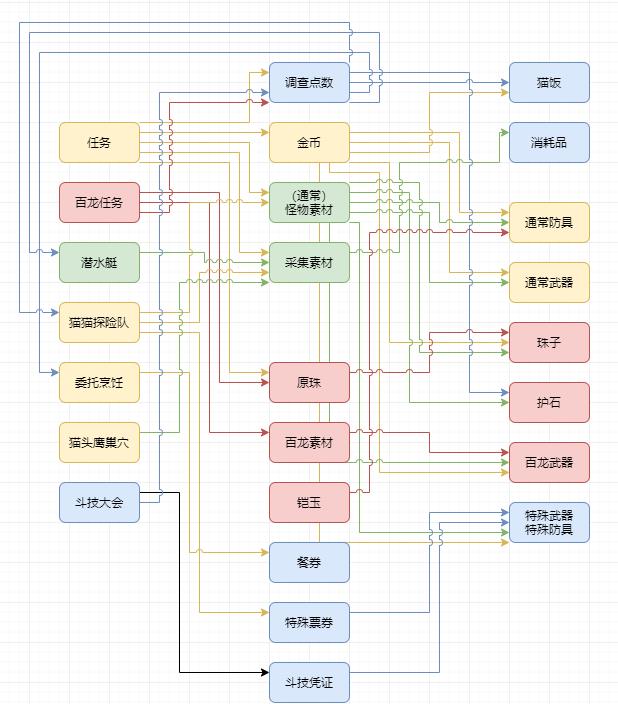 调查点数
猫饭
任务
金币
消耗品
百龙任务
(通常)
怪物素材
通常防具
潜水艇
采集素材
通常武器
猫猫探险队
珠子
委托烹饪
原珠
护石
猫头鹰巢穴
百龙素材
百龙武器
斗技大会
铠玉
特殊武器
特殊防具
餐券
特殊票券
斗技凭证